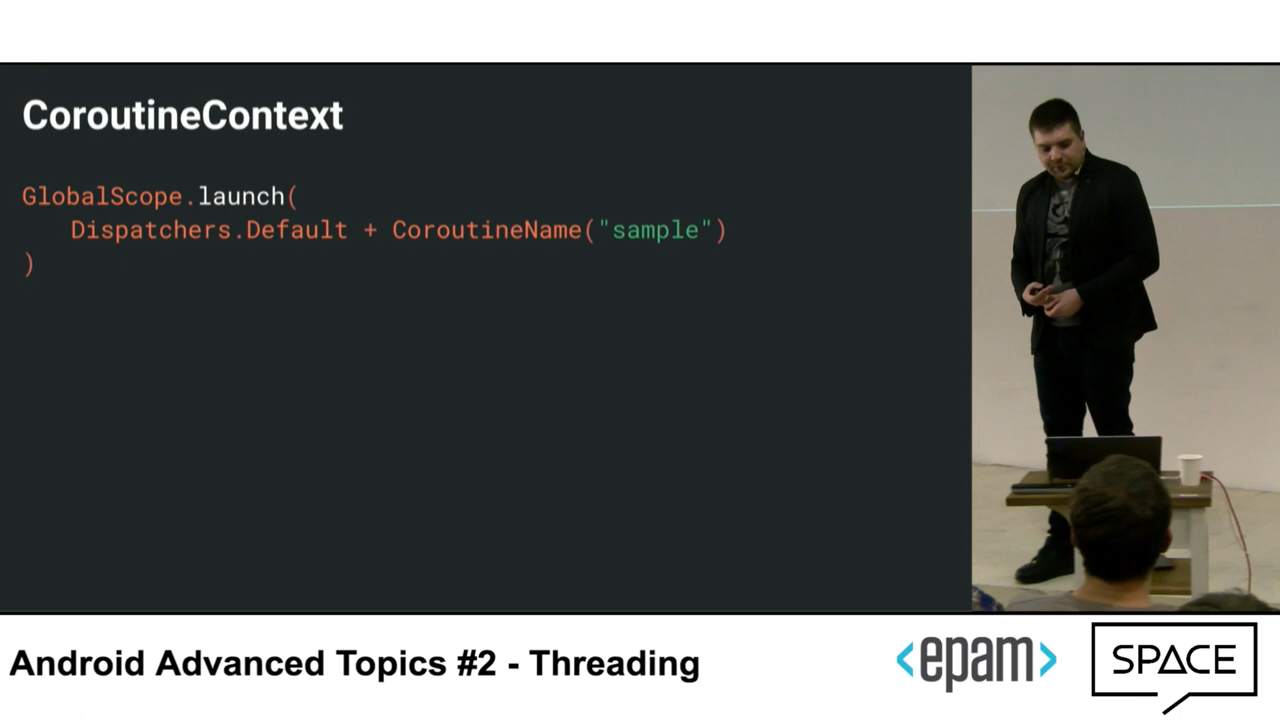 CoroutineContext
GlobalScope.launch(
Dispatchers.Default + CoroutineName("sample")
)
Android Advanced Topics #2 - Threading
<epam>
SPACE